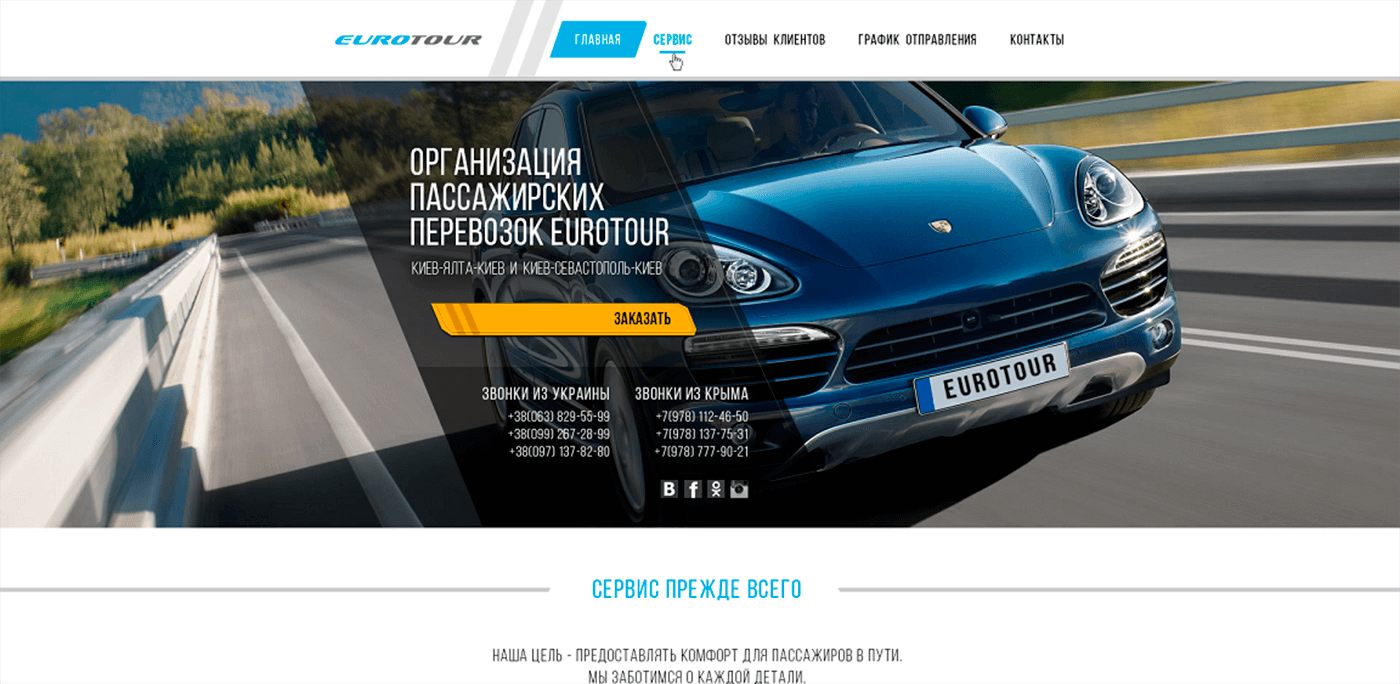 EUROTOUR
ГЛАВНАЯ
СЕРВИС
ОТЗЫВЫ КЛИЕНТОВ
ГРАФИК ОТПРАВЛЕНИЯ
КОНТАКТЫ
ОРГАНИЗАЦИЯ
ПАССАЖИРСКИХ
ПЕРЕВОЗОК EUROTOUR
КИЕВ-ЯЛТА-КИЕВ И КИЕВ-СЕВАСТОПОЛЬ-КИЕВ
ЗАКАЗАТЬ
ЗВОНКИ ИЗ УКРАИНЫ
+38(063) 829-55-99
+38(099) 267-28-99
+38(097) 137-82-80
ЗВОНКИ ИЗ КРЫМА
+7(978) 112-46-50
+7(978) 137-75-31
+7(978) 777-90-21
EUROTOUR
СЕРВИС ПРЕЖДЕ ВСЕГО
НАША ЦЕЛЬ - ПРЕДОСТАВЛЯТЬ КОМФОРТ ДЛЯ ПАССАЖИРОВ В ПУТИ.
МЫ ЗАБОТИМСЯ О КАЖДОЙ ДЕТАЛИ.